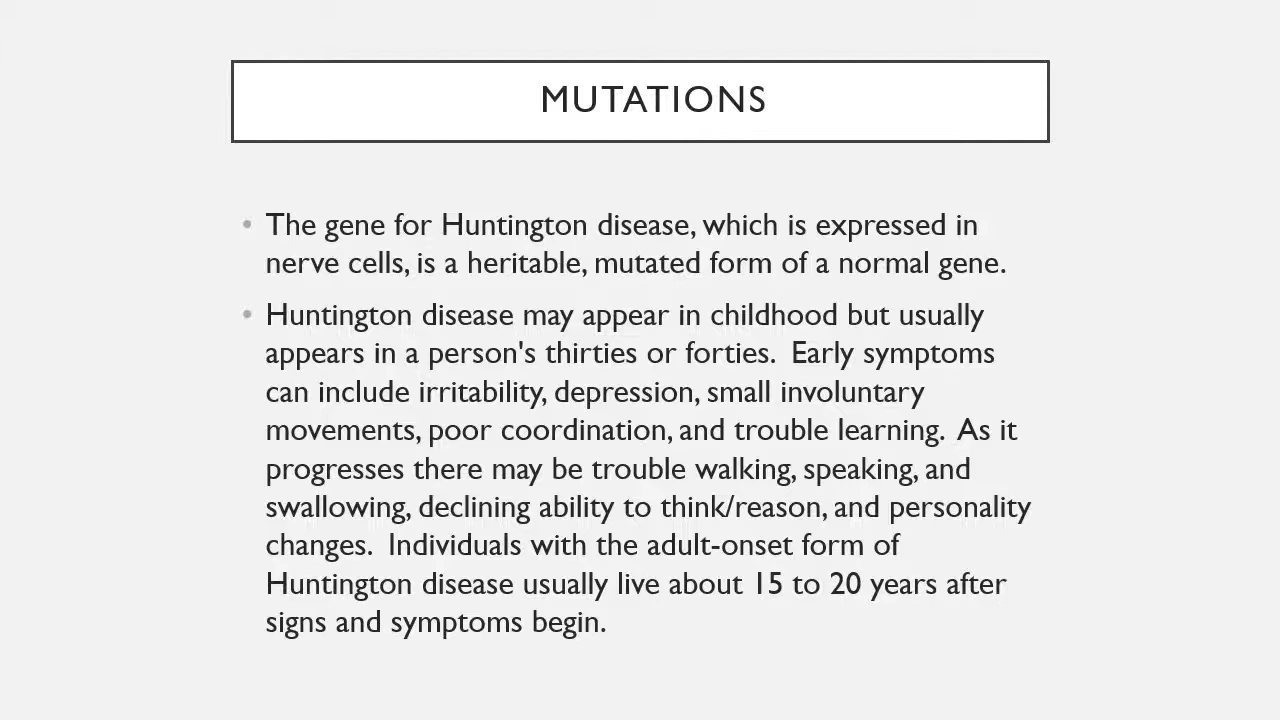 MUTATIONS
• The gene for Huntington disease, which is expressed in
nerve cells, is a heritable, mutated form of a normal gene.
• Huntington disease may appear in childhood but usually
appears in a person's thirties or forties.  Early symptoms
can include irritability, depression, small involuntary
movements, poor coordination, and trouble learning.  As it
progresses there may be trouble walking, speaking, and
swallowing, declining ability to think/reason, and personality
changes.  Individuals with the adult-onset form of
Huntington disease usually live about 15 to 20 years after
signs and symptoms begin.